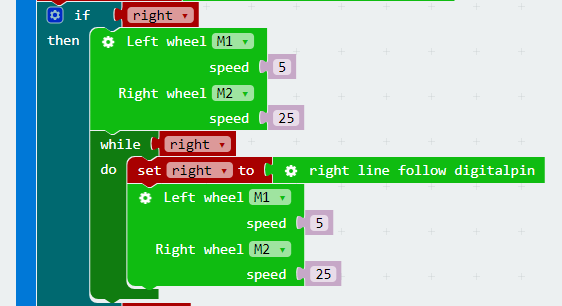 if right
then Left wheel M1
speed 5
Right wheel M2
speed 25
while right
do set right to right line follow digitalpin
Left wheel M1
speed 5
Right wheel M2
speed 25